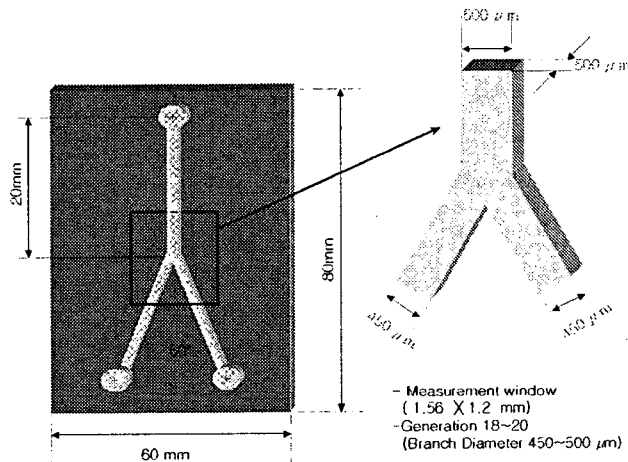 500 μm
500 μm
20mm
80mm
60°
450 μm
450 μm
60 mm
- Measurement window
( 1.56 X 1.2 mm)
-Generation 18~20
(Branch Diameter 450~500 μm)